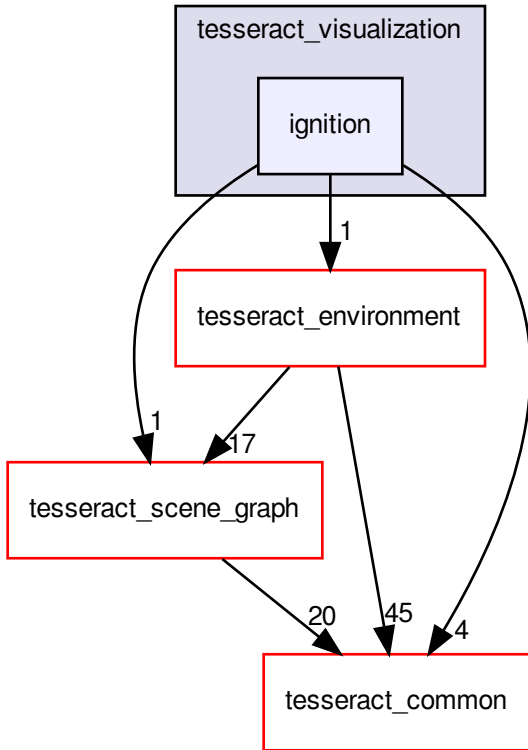 tesseract_visualization
ignition
1
tesseract_environment
1
17
tesseract_scene_graph
20
45
4
tesseract_common